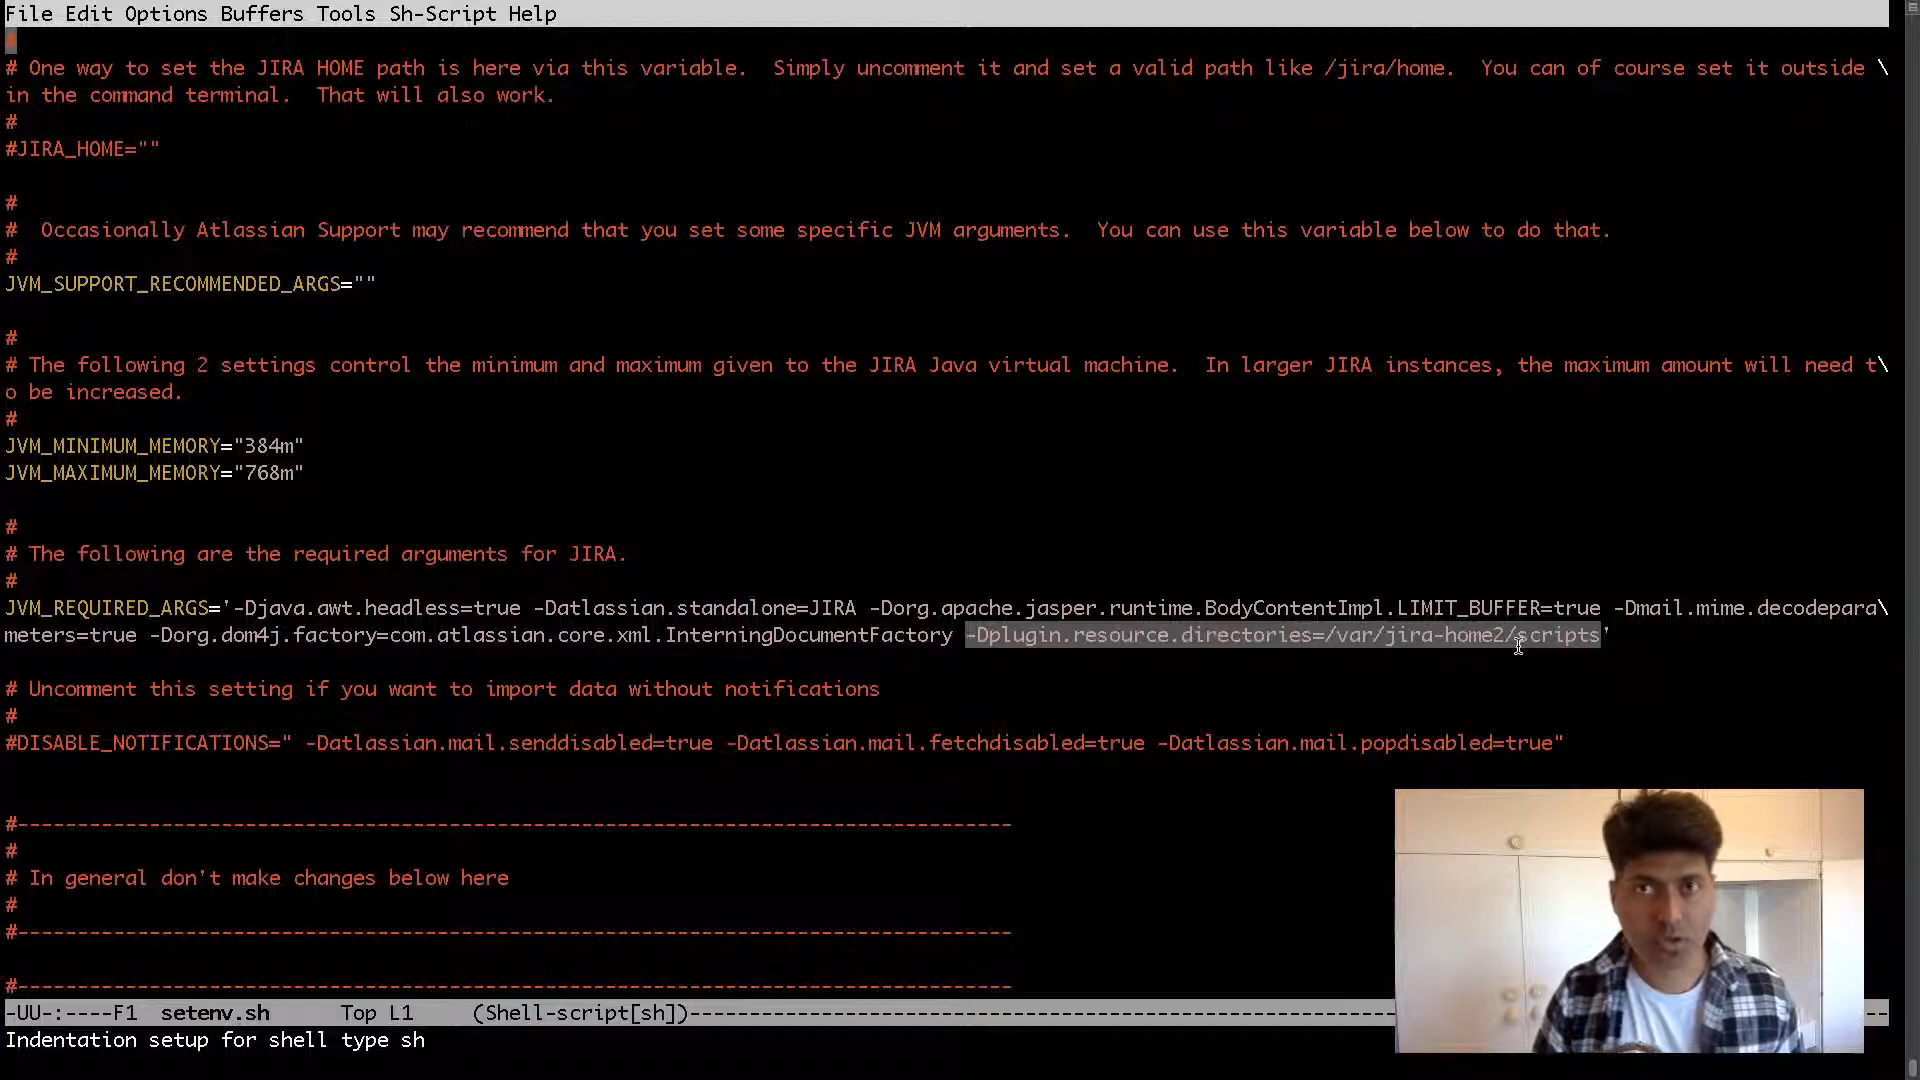 File Edit Options Buffers Tools Sh-Script Help
#
# One way to set the JIRA HOME path is here via this variable.  Simply uncomment it and set a valid path like /jira/home.  You can of course set it outside \
in the command terminal.  That will also work.
#
#JIRA_HOME=""
#
#  Occasionally Atlassian Support may recommend that you set some specific JVM arguments.  You can use this variable below to do that.
#
JVM_SUPPORT_RECOMMENDED_ARGS=""
#
# The following 2 settings control the minimum and maximum given to the JIRA Java virtual machine.  In larger JIRA instances, the maximum amount will need t\
o be increased.
#
JVM_MINIMUM_MEMORY="384m"
JVM_MAXIMUM_MEMORY="768m"
#
# The following are the required arguments for JIRA.
#
JVM_REQUIRED_ARGS='-Djava.awt.headless=true -Datlassian.standalone=JIRA -Dorg.apache.jasper.runtime.BodyContentImpl.LIMIT_BUFFER=true -Dmail.mime.decodepara\
meters=true -Dorg.dom4j.factory=com.atlassian.core.xml.InterningDocumentFactory -Dplugin.resource.directories=/var/jira-home2/scripts'
# Uncomment this setting if you want to import data without notifications
#
#DISABLE_NOTIFICATIONS=" -Datlassian.mail.senddisabled=true -Datlassian.mail.fetchdisabled=true -Datlassian.mail.popdisabled=true"
#-----------------------------------------------------------------------------------
#
# In general don't make changes below here
#
#-----------------------------------------------------------------------------------
#-----------------------------------------------------------------------------------
-UU-:----F1  setenv.sh      Top L1     (Shell-script[sh])-----------------------------------------------------------
Indentation setup for shell type sh